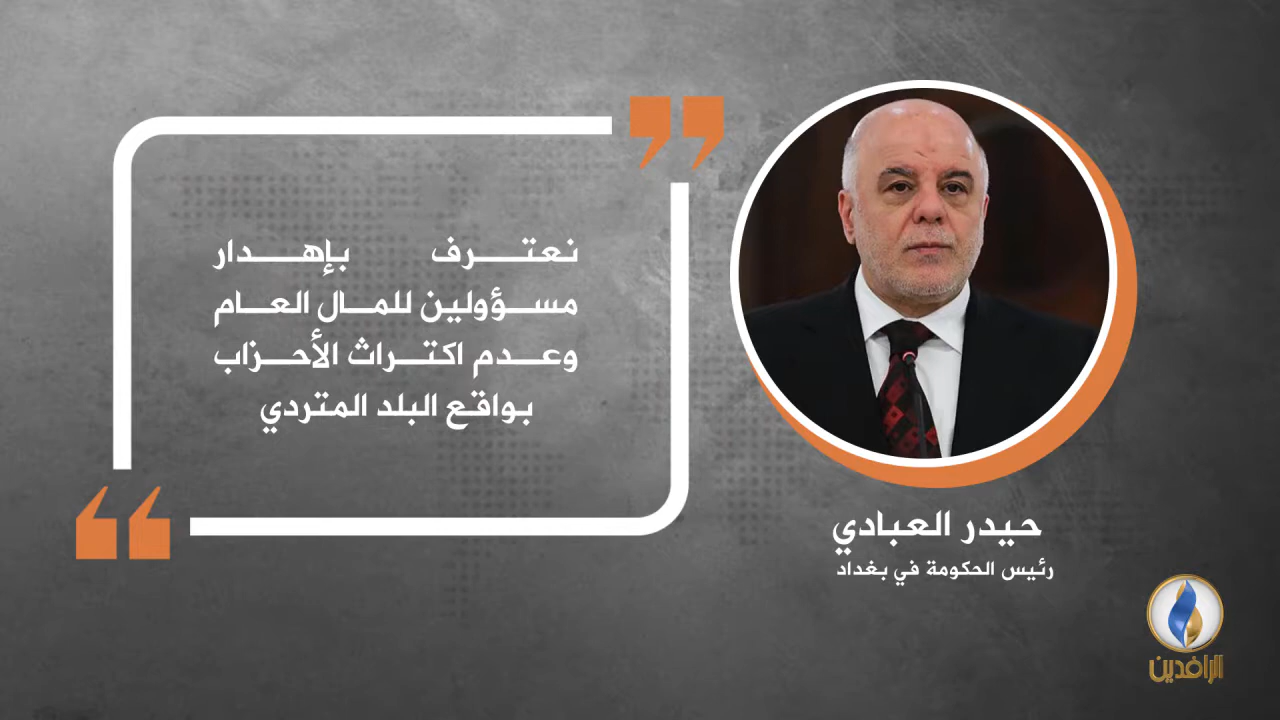 نعترف بإهدار
مسؤولين للمال العام
وعدم اكتراث الأحزاب
بواقع البلد المتردي
حيدر العبادي
رئيس الحكومة في بغداد
الرافدين